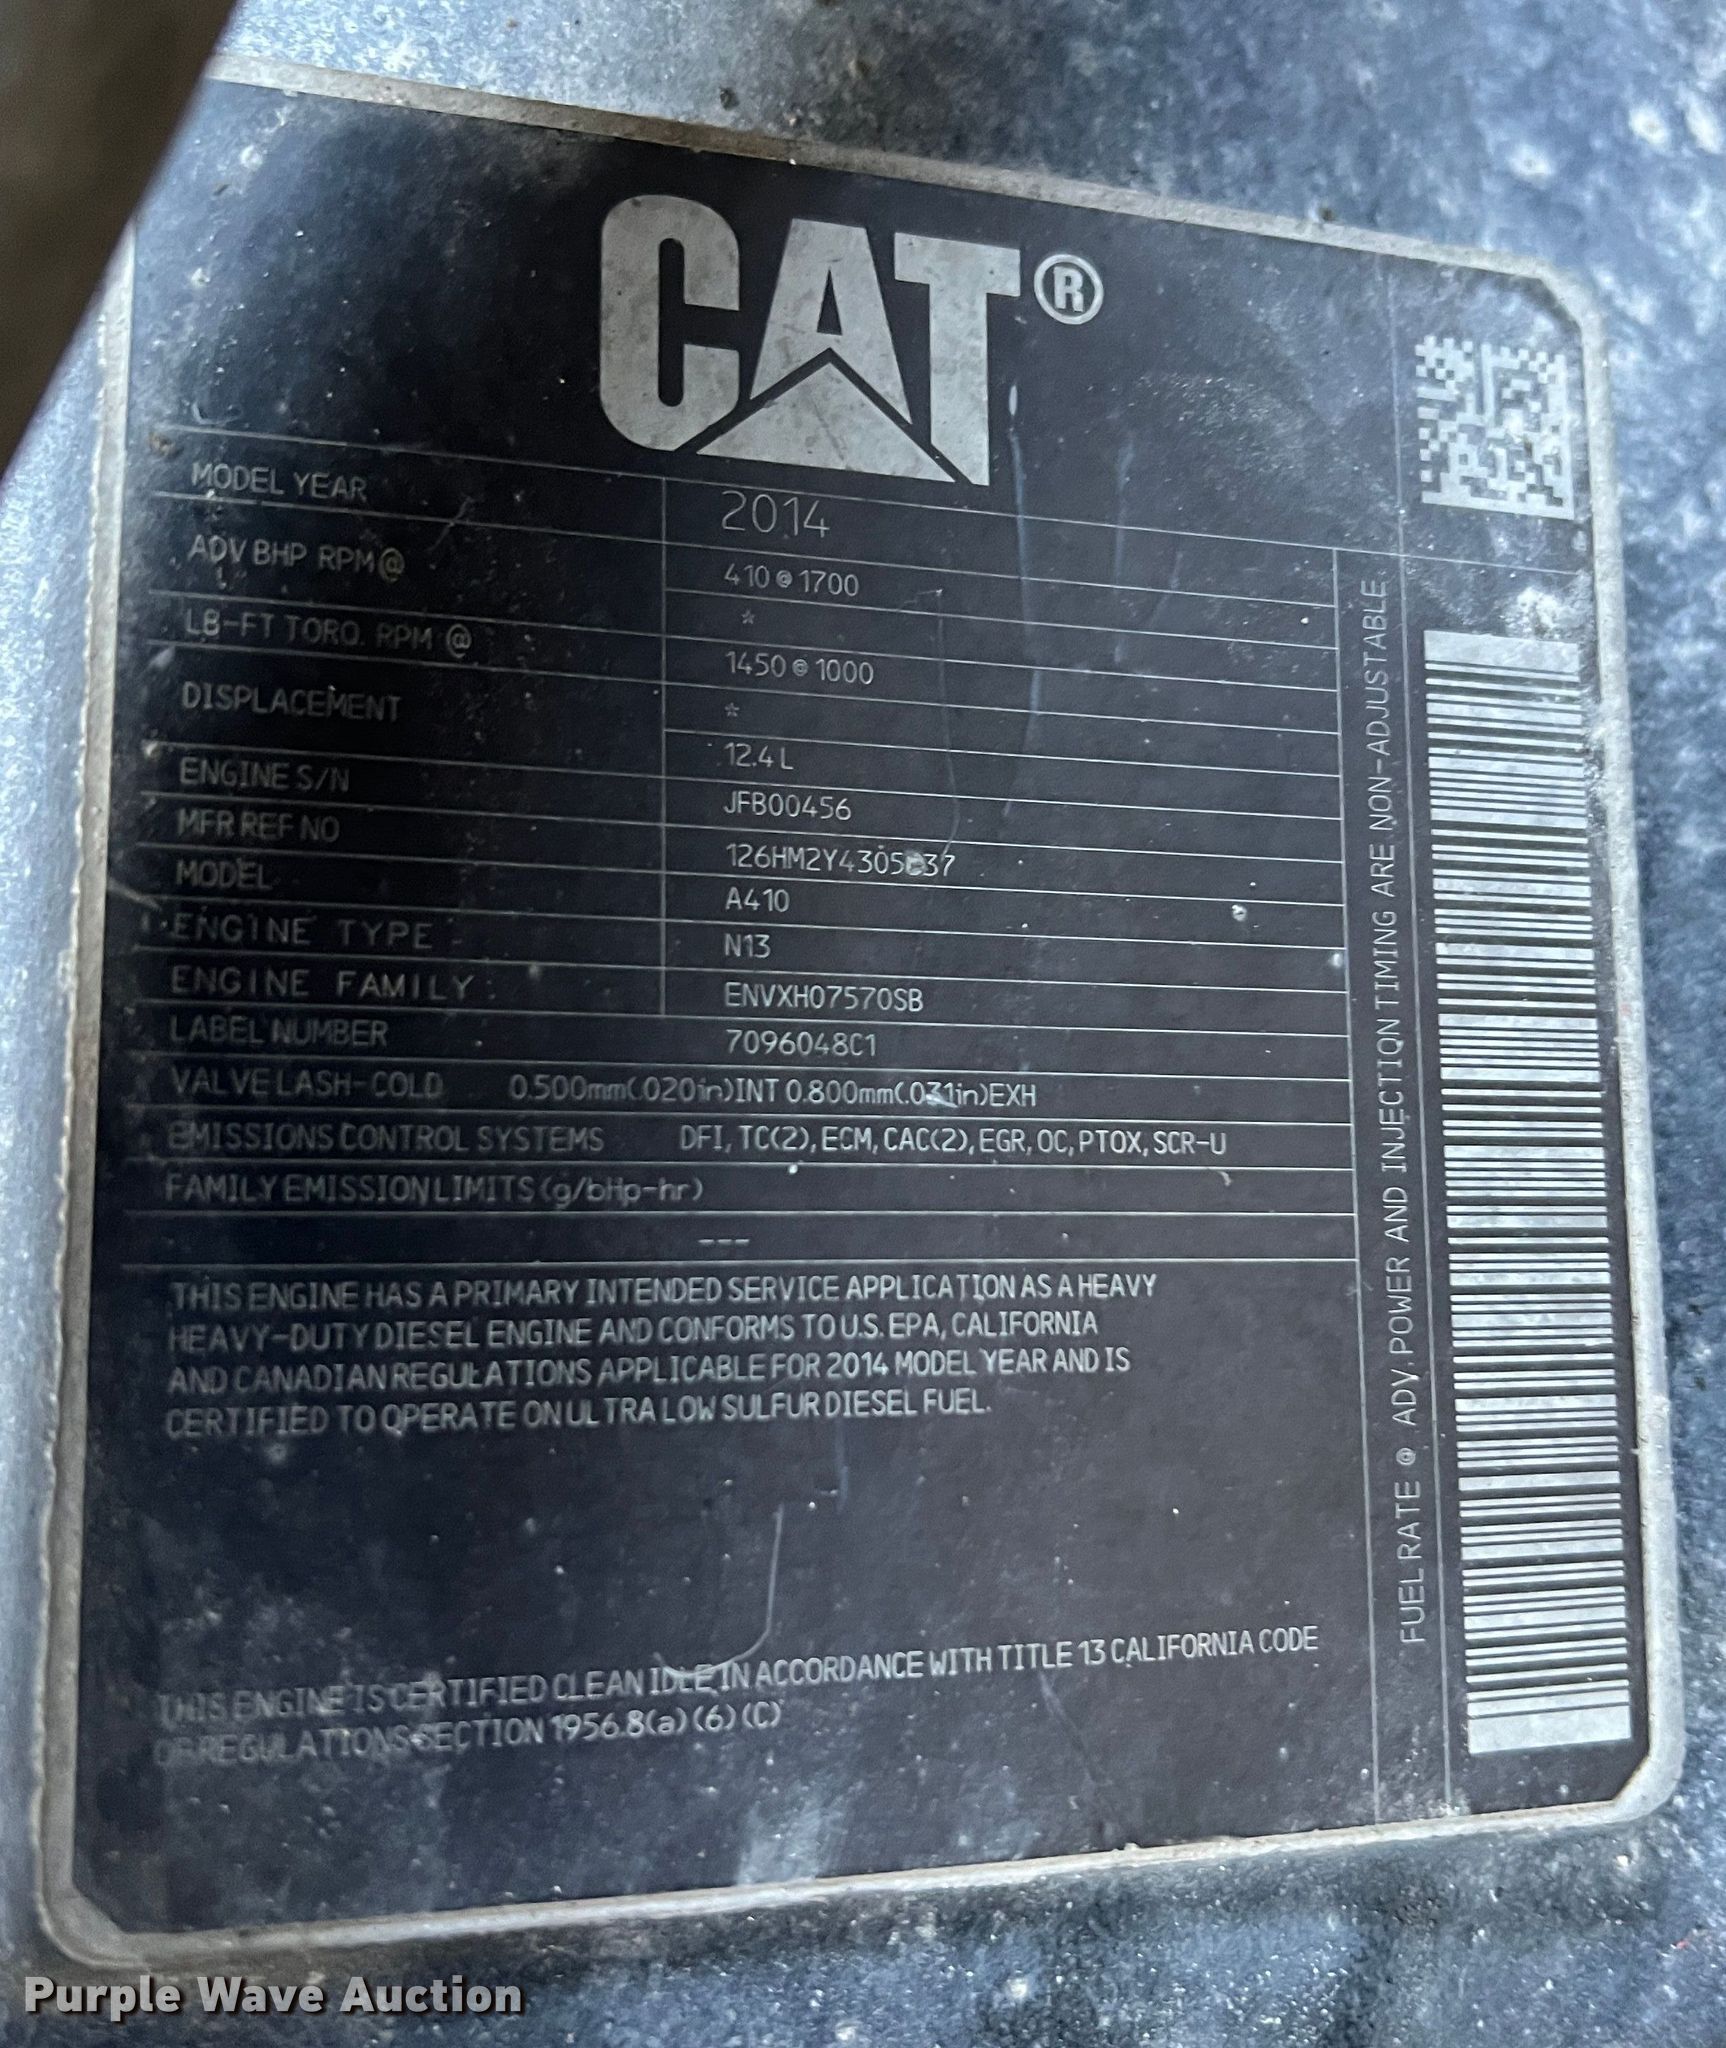 CAT®
MODEL YEAR 2014
ADV BHP RPM@ 410@1700
*
LB-FT TORQ. RPM @ 1450@1000
*
DISPLACEMENT 12.4L
ENGINE S/N JFB00456
MFR REF NO
MODEL A410
ENGINE TYPE N13
ENGINE FAMILY ENVXH07570SB
LABEL NUMBER 7096048C1
VALVE LASH-COLD 0.500mm(.020in)INT 0.800mm(.031in)EXH
EMISSIONS CONTROL SYSTEMS DFI, TC(2), ECM, CAC(2), EGR, OC, PTOX, SCR-U
FAMILY EMISSION LIMITS (g/bHp-hr)
---
THIS ENGINE HAS A PRIMARY INTENDED SERVICE APPLICATION AS A HEAVY
HEAVY-DUTY DIESEL ENGINE AND CONFORMS TO U.S. EPA, CALIFORNIA
AND CANADIAN REGULATIONS APPLICABLE FOR 2014 MODEL YEAR AND IS
CERTIFIED TO OPERATE ON ULTRA LOW SULFUR DIESEL FUEL.
THIS ENGINE IS CERTIFIED CLEAN IDLE IN ACCORDANCE WITH TITLE 13 CALIFORNIA CODE
OF REGULATIONS SECTION 1956.8(a)(6)(C)
FUEL RATE @ ADV. POWER AND INJECTION TIMING ARE NON-ADJUSTABLE
Purple Wave Auction